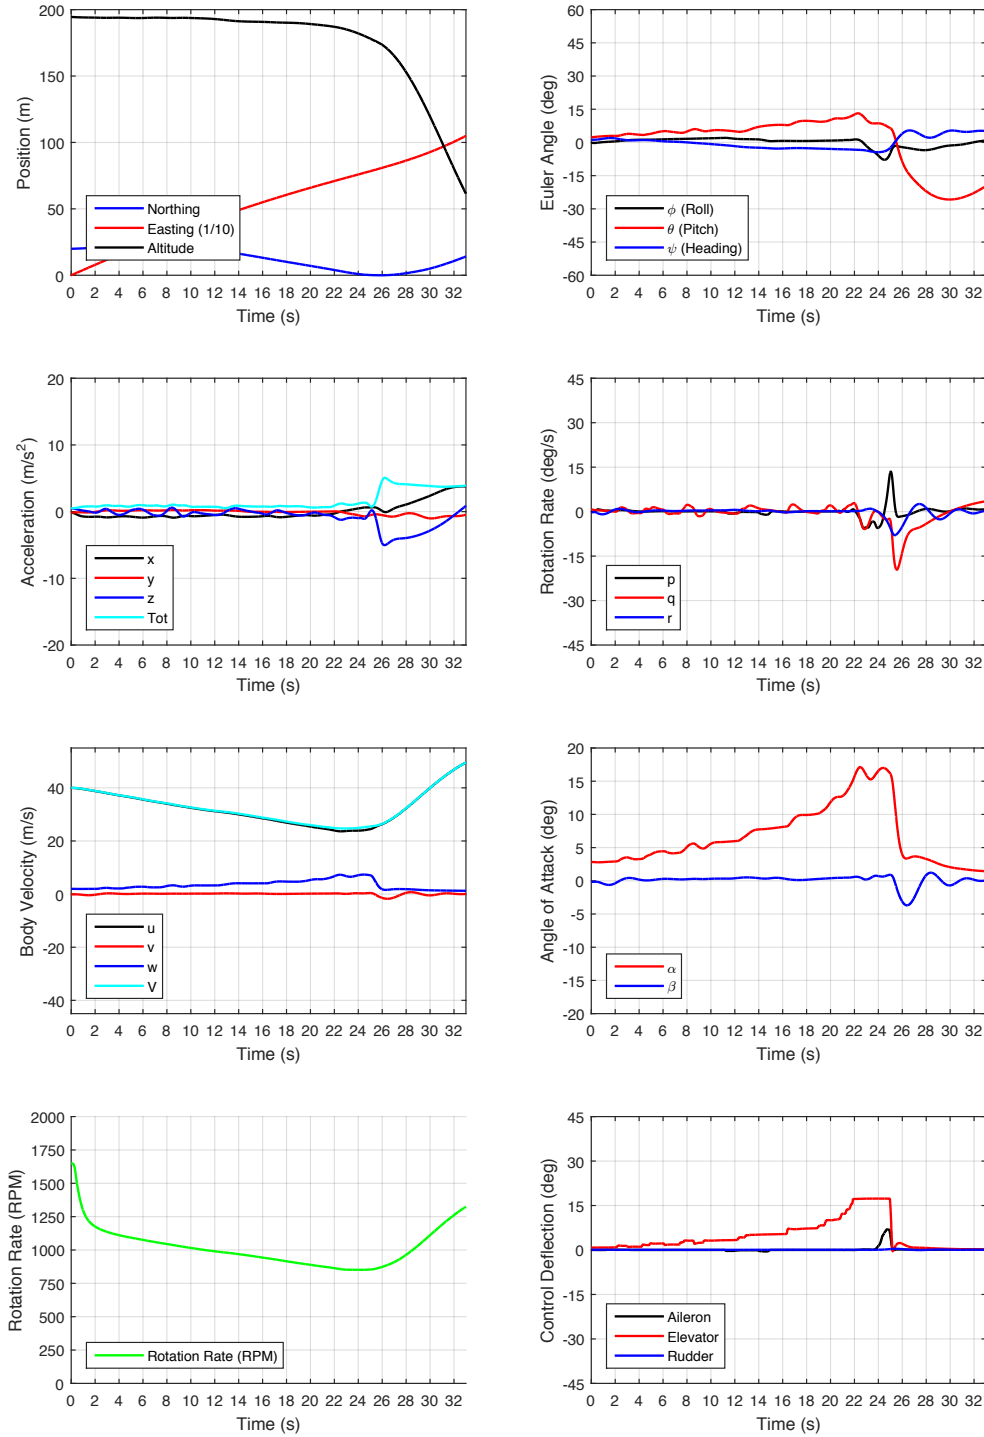 200
150
100
50
0
Position (m)
Northing
Easting (1/10)
Altitude
0 2 4 6 8 10 12 14 16 18 20 22 24 26 28 30 32
Time (s)
60
45
30
15
0
-15
-30
-45
-60
Euler Angle (deg)
ϕ (Roll)
θ (Pitch)
ψ (Heading)
0 2 4 6 8 10 12 14 16 18 20 22 24 26 28 30 32
Time (s)
20
10
0
-10
-20
Acceleration (m/s²)
x
y
z
Tot
0 2 4 6 8 10 12 14 16 18 20 22 24 26 28 30 32
Time (s)
45
30
15
0
-15
-30
-45
Rotation Rate (deg/s)
p
q
r
0 2 4 6 8 10 12 14 16 18 20 22 24 26 28 30 32
Time (s)
40
20
0
-20
-40
Body Velocity (m/s)
u
v
w
V
0 2 4 6 8 10 12 14 16 18 20 22 24 26 28 30 32
Time (s)
20
15
10
5
0
-5
-10
-15
-20
Angle of Attack (deg)
α
β
0 2 4 6 8 10 12 14 16 18 20 22 24 26 28 30 32
Time (s)
2000
1750
1500
1250
1000
750
500
250
0
Rotation Rate (RPM)
Rotation Rate (RPM)
0 2 4 6 8 10 12 14 16 18 20 22 24 26 28 30 32
Time (s)
45
30
15
0
-15
-30
-45
Control Deflection (deg)
Aileron
Elevator
Rudder
0 2 4 6 8 10 12 14 16 18 20 22 24 26 28 30 32
Time (s)